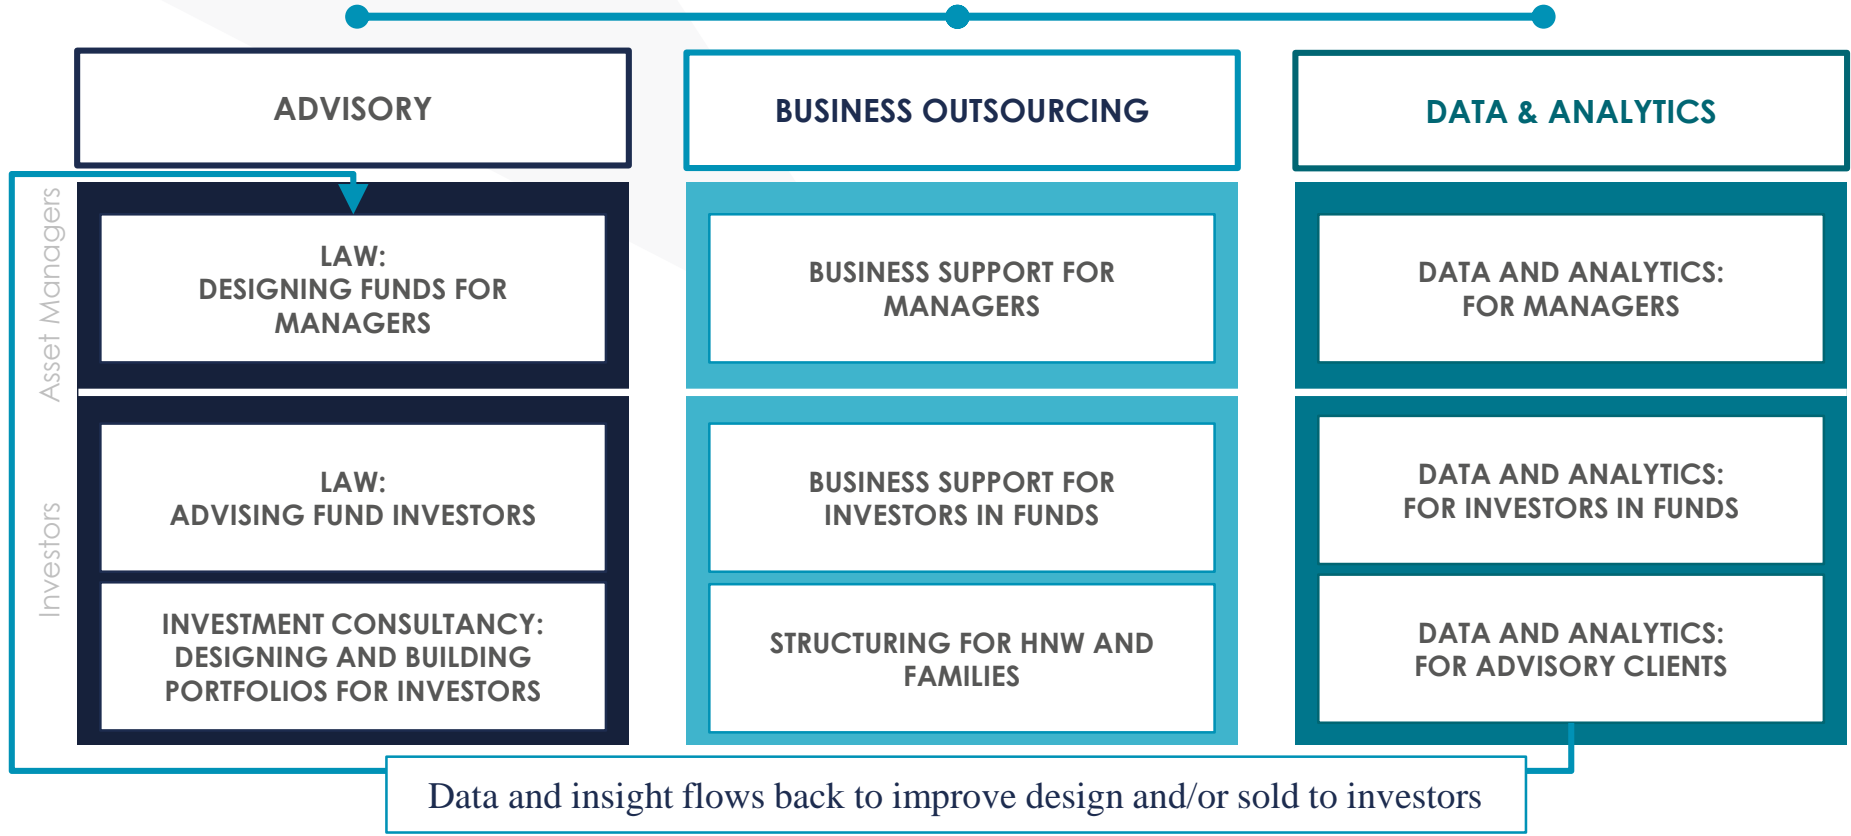 ADVISORY
BUSINESS OUTSOURCING
DATA & ANALYTICS
Asset Managers
LAW:
DESIGNING FUNDS FOR
MANAGERS
BUSINESS SUPPORT FOR
MANAGERS
DATA AND ANALYTICS:
FOR MANAGERS
Investors
LAW:
ADVISING FUND INVESTORS
BUSINESS SUPPORT FOR
INVESTORS IN FUNDS
DATA AND ANALYTICS:
FOR INVESTORS IN FUNDS
INVESTMENT CONSULTANCY:
DESIGNING AND BUILDING
PORTFOLIOS FOR INVESTORS
STRUCTURING FOR HNW AND
FAMILIES
DATA AND ANALYTICS:
FOR ADVISORY CLIENTS
Data and insight flows back to improve design and/or sold to investors